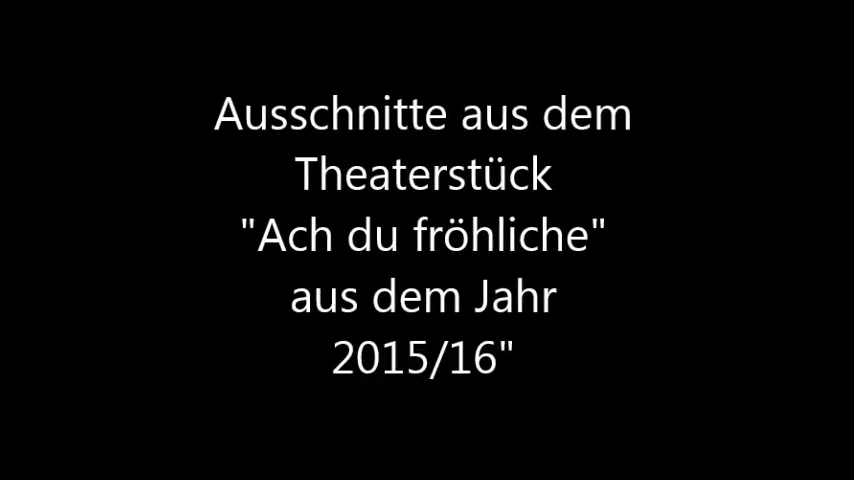 Ausschnitte aus dem
Theaterstück
"Ach du fröhliche"
aus dem Jahr
2015/16"